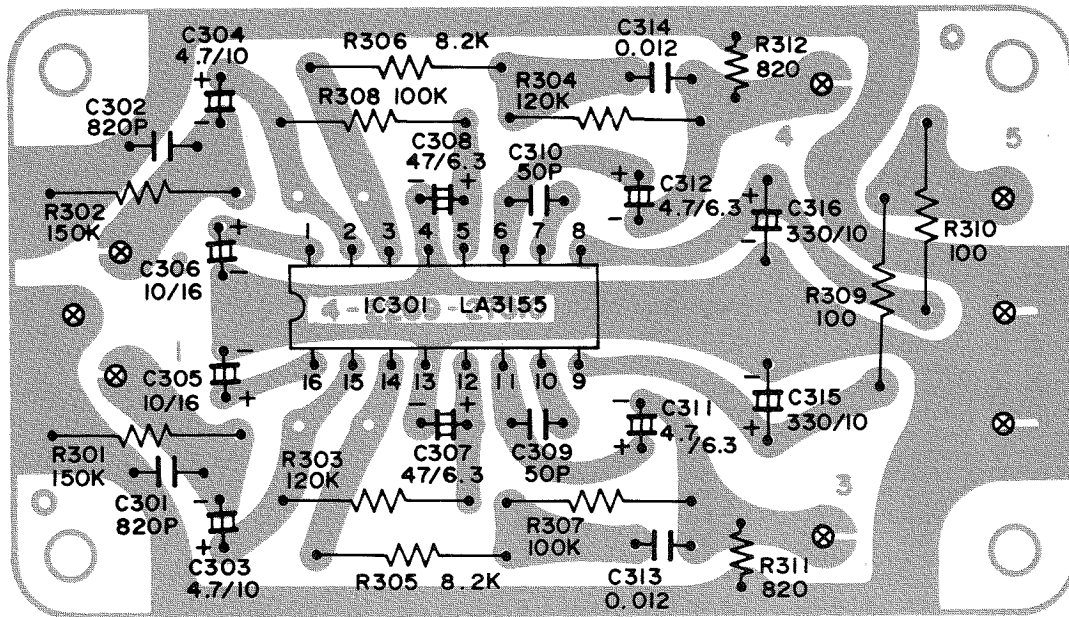 C304
4.7/10
R306 8.2K
C314
0.012
R312
820
C302
820P
R308 100K
R304
120K
C308
47/6.3
C310
50P
4
5
C312
4.7/6.3
C316
330/10
R302
150K
R310
100
C306
10/16
1 2 3 4 5 6 7 8
IC301 LA3155
R309
100
1
C305
10/16
16 15 14 13 12 11 10 9
C315
330/10
C311
4.7
/6.3
R301
150K
R303
120K
C307
47/6.3
C309
50P
3
C301
820P
R307
100K
C303
4.7/10
R305 8.2K
C313
0.012
R311
820